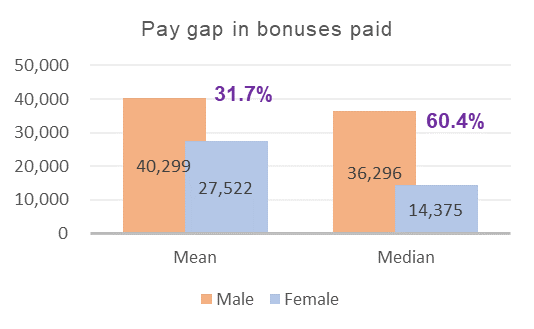 Pay gap in bonuses paid
50,000
40,000
30,000
20,000
10,000
0
31.7%
60.4%
40,299
27,522
36,296
14,375
Mean
Median
Male
Female